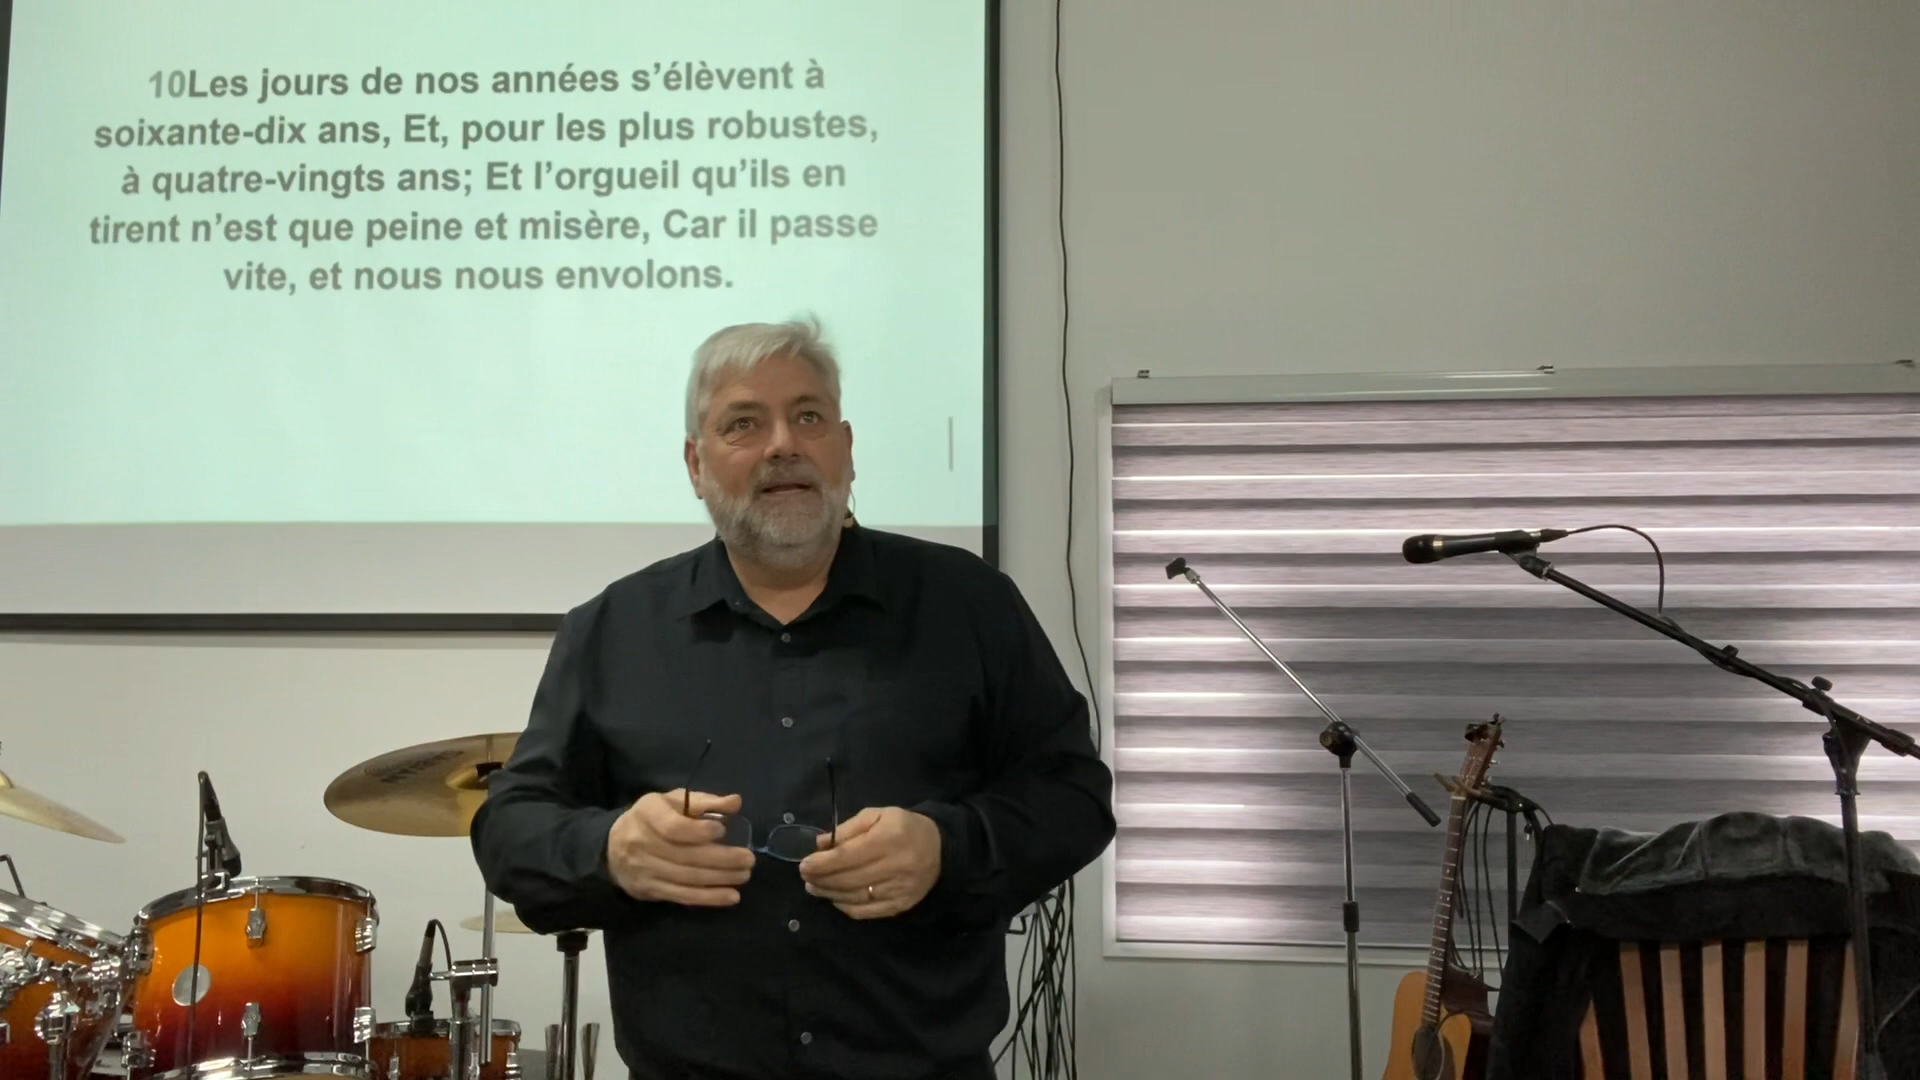 10Les jours de nos années s’élèvent à
soixante-dix ans, Et, pour les plus robustes,
à quatre-vingts ans; Et l’orgueil qu’ils en
tirent n’est que peine et misère, Car il passe
vite, et nous nous envolons.